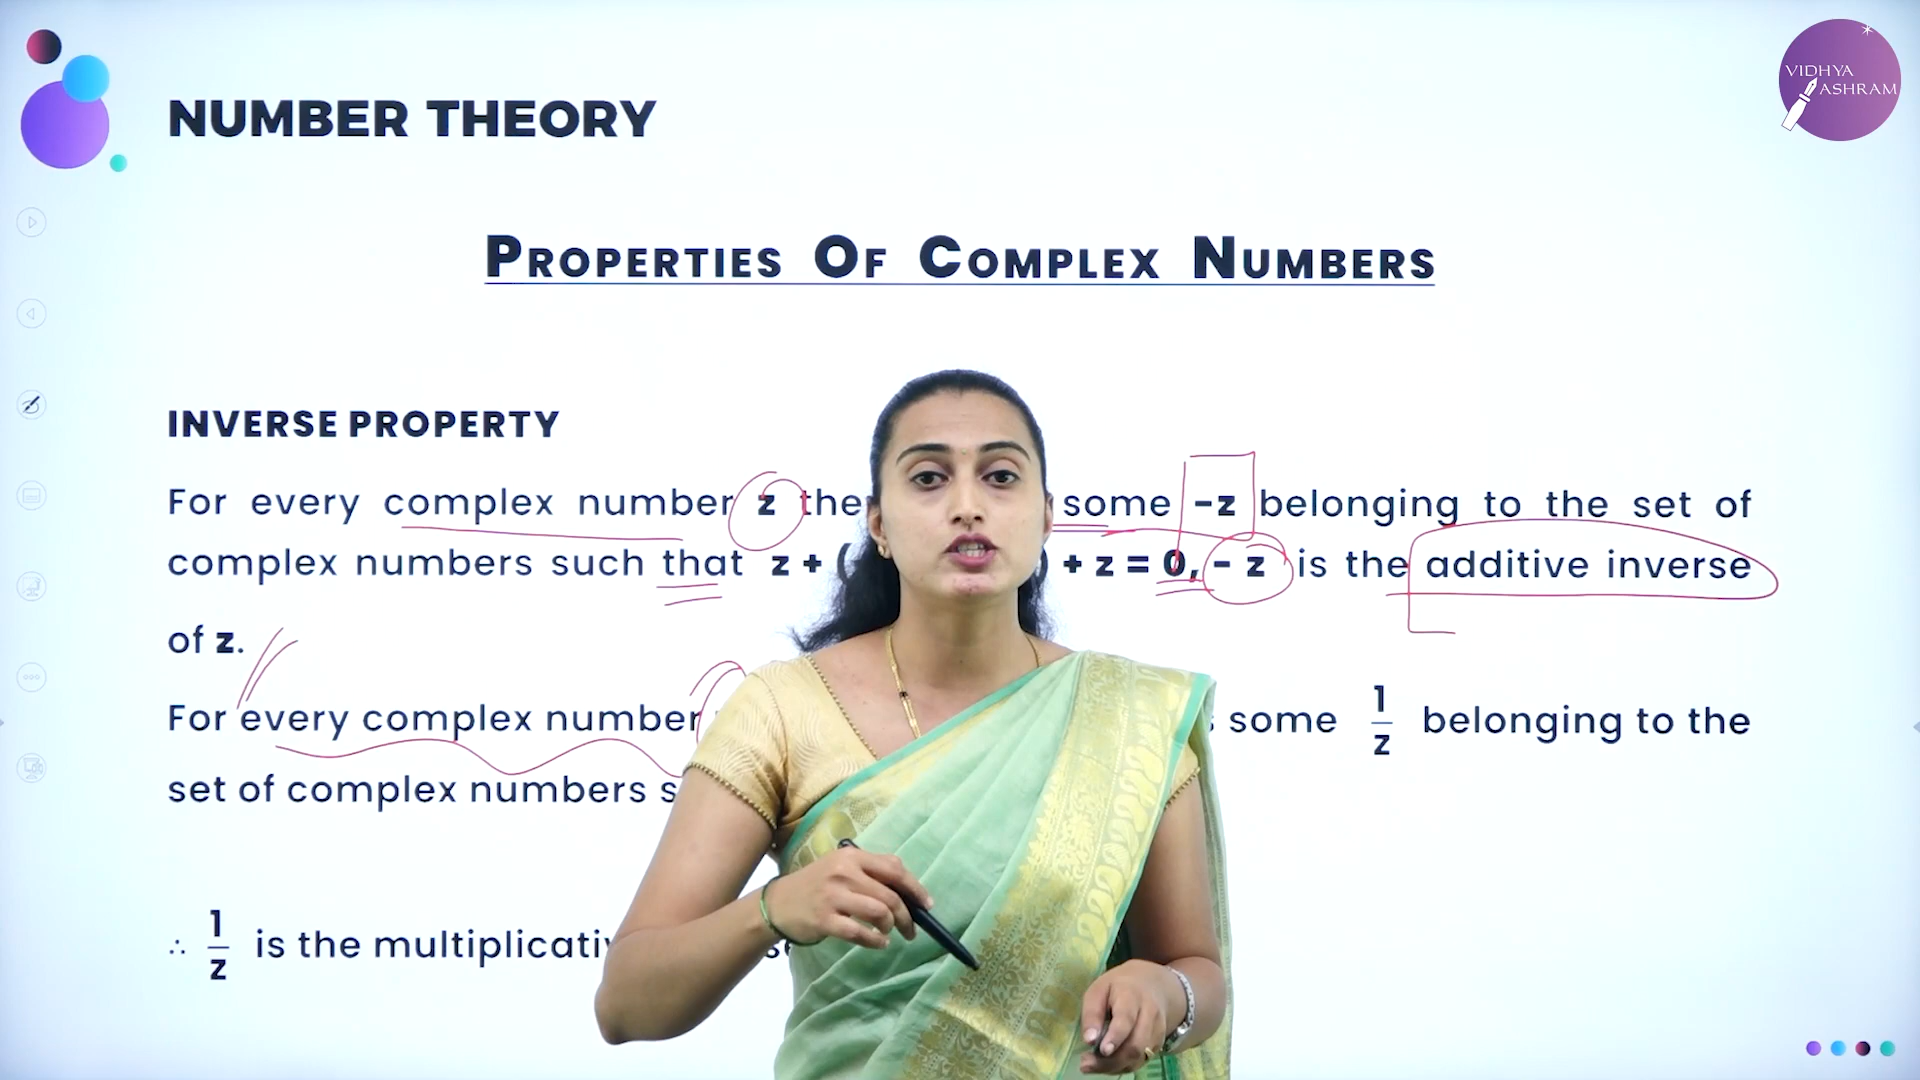 VIDHYA
ASHRAM
NUMBER THEORY
PROPERTIES OF COMPLEX NUMBERS
INVERSE PROPERTY
For every complex number z some -z belonging to the set of
complex numbers such that z + + z = 0, - z is the additive inverse
of z.
For every complex number some 1/z belonging to the
set of complex numbers
∴ 1/z is the